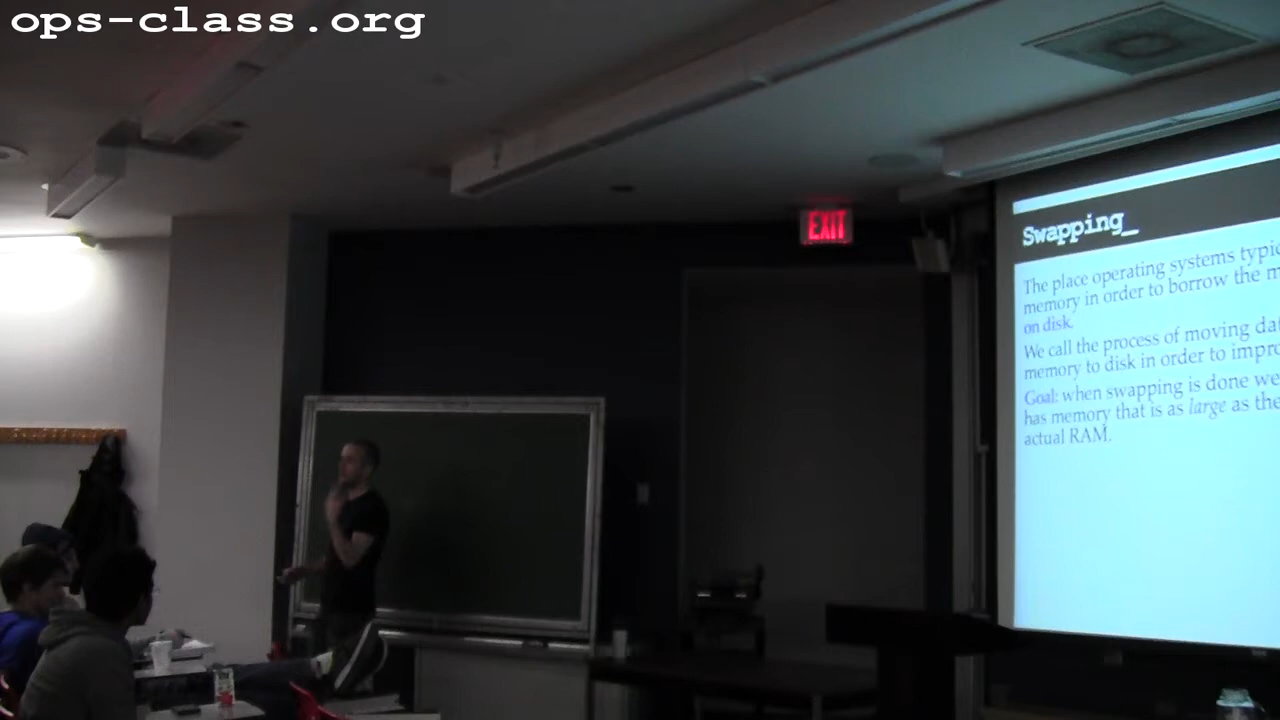 ops-class.org
EXIT
Swapping_
The place operating systems typic
memory in order to borrow the m
on disk.
We call the process of moving dat
memory to disk in order to impro
Goal: when swapping is done we
has memory that is as large as the
actual RAM.